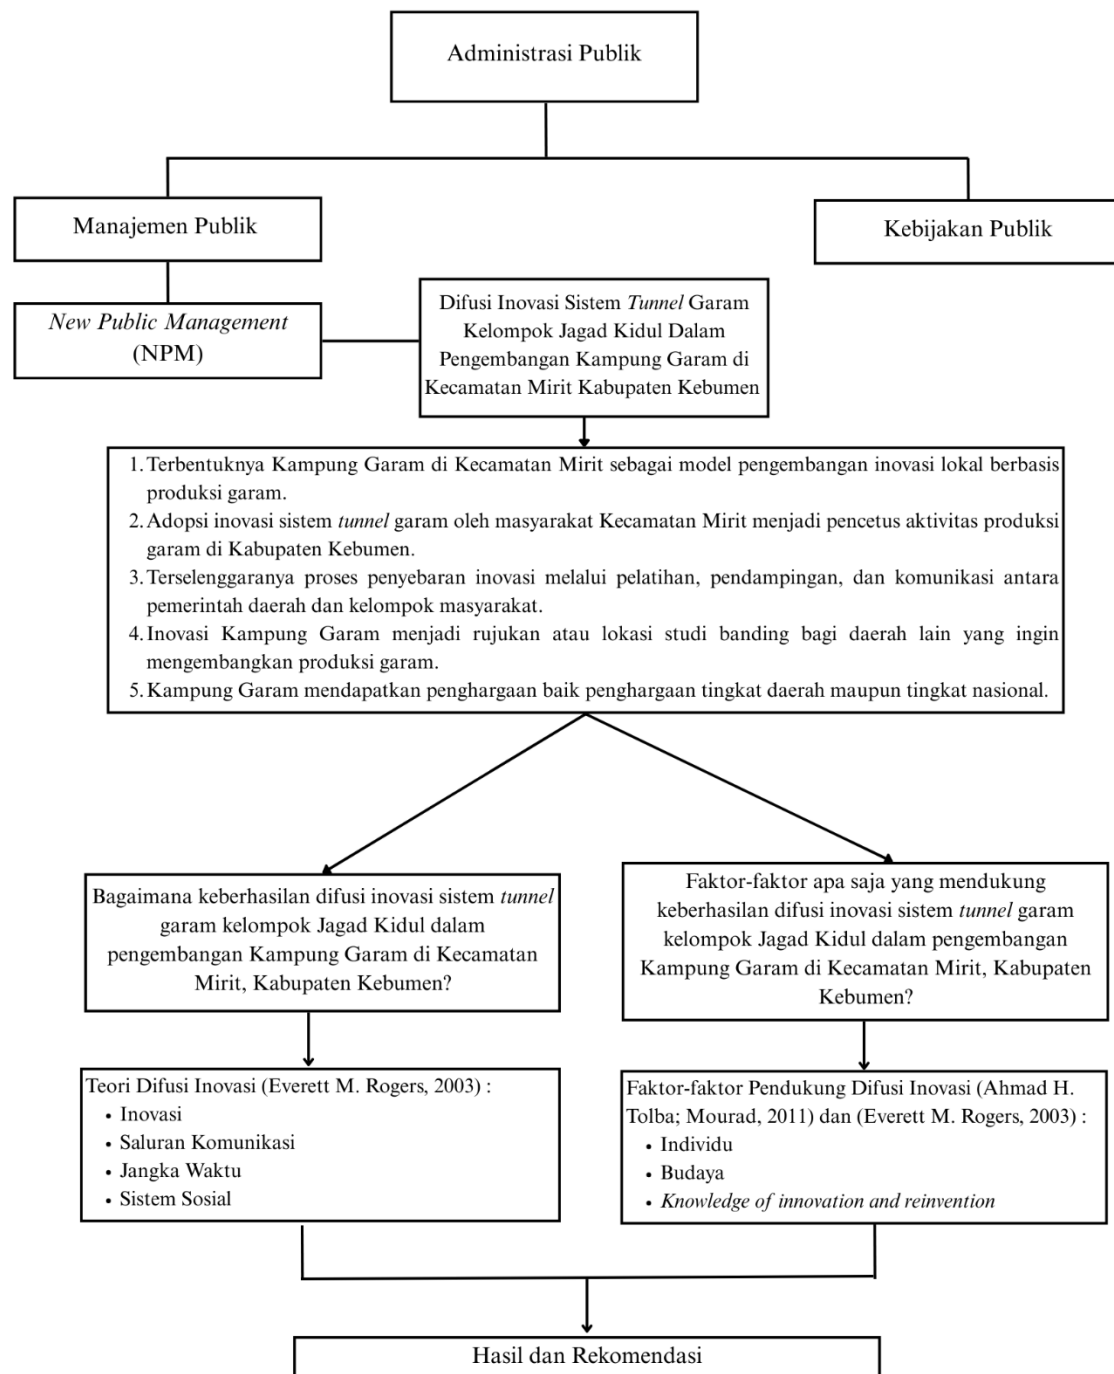 Administrasi Publik
Manajemen Publik
Kebijakan Publik
New Public Management
(NPM)
Difusi Inovasi Sistem Tunnel Garam
Kelompok Jagad Kidul Dalam
Pengembangan Kampung Garam di
Kecamatan Mirit Kabupaten Kebumen
1. Terbentuknya Kampung Garam di Kecamatan Mirit sebagai model pengembangan inovasi lokal berbasis
produksi garam.
2. Adopsi inovasi sistem tunnel garam oleh masyarakat Kecamatan Mirit menjadi pencetus aktivitas produksi
garam di Kabupaten Kebumen.
3. Terselenggaranya proses penyebaran inovasi melalui pelatihan, pendampingan, dan komunikasi antara
pemerintah daerah dan kelompok masyarakat.
4. Inovasi Kampung Garam menjadi rujukan atau lokasi studi banding bagi daerah lain yang ingin
mengembangkan produksi garam.
5. Kampung Garam mendapatkan penghargaan baik penghargaan tingkat daerah maupun tingkat nasional.
Bagaimana keberhasilan difusi inovasi sistem tunnel
garam kelompok Jagad Kidul dalam
pengembangan Kampung Garam di Kecamatan
Mirit, Kabupaten Kebumen?
Faktor-faktor apa saja yang mendukung
keberhasilan difusi inovasi sistem tunnel garam
kelompok Jagad Kidul dalam pengembangan
Kampung Garam di Kecamatan Mirit, Kabupaten
Kebumen?
Teori Difusi Inovasi (Everett M. Rogers, 2003) :
• Inovasi
• Saluran Komunikasi
• Jangka Waktu
• Sistem Sosial
Faktor-faktor Pendukung Difusi Inovasi (Ahmad H.
Tolba; Mourad, 2011) dan (Everett M. Rogers, 2003) :
• Individu
• Budaya
• Knowledge of innovation and reinvention
Hasil dan Rekomendasi